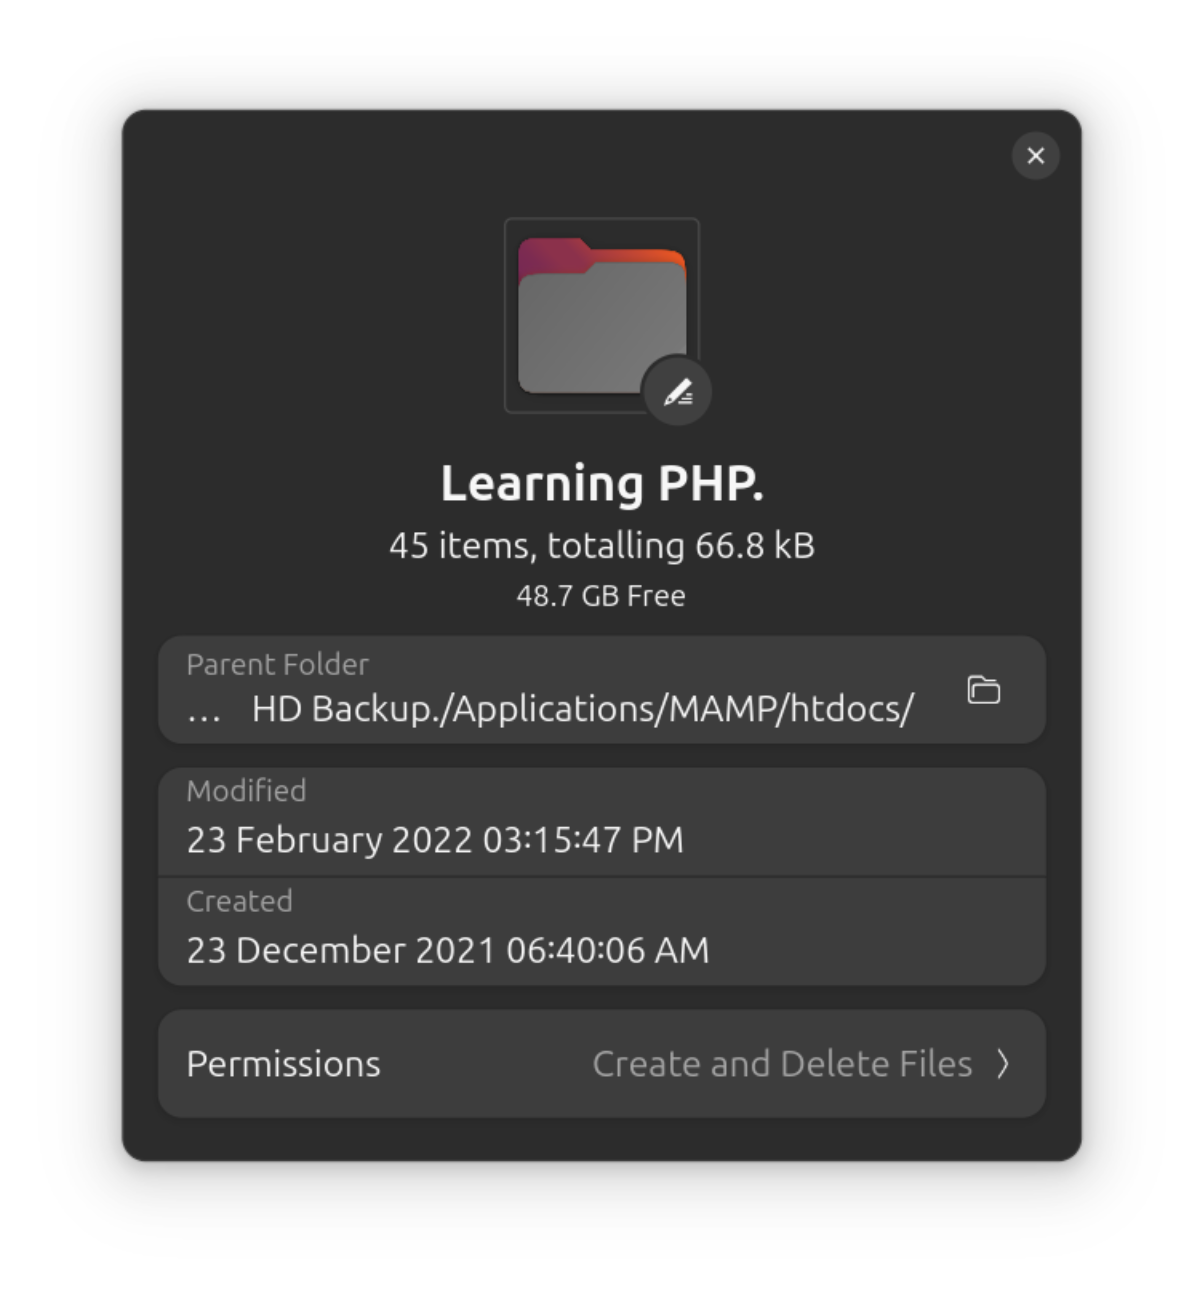 Learning PHP.
45 items, totalling 66.8 kB
48.7 GB Free
Parent Folder
... HD Backup./Applications/MAMP/htdocs/
Modified
23 February 2022 03:15:47 PM
Created
23 December 2021 06:40:06 AM
Permissions Create and Delete Files